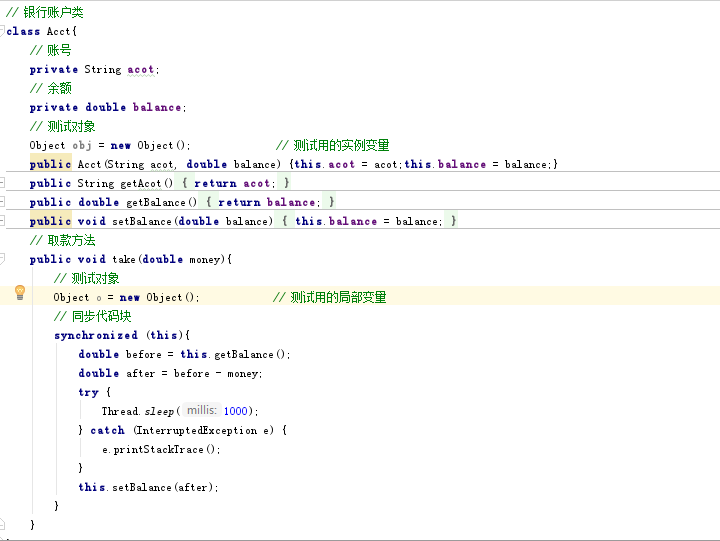 // 银行账户类
class Acct{
// 账号
private String acot;
// 余额
private double balance;
// 测试对象
Object obj = new Object(); // 测试用的实例变量
public Acct(String acot, double balance) {this.acot = acot;this.balance = balance;}
public String getAcot() { return acot; }
public double getBalance() { return balance; }
public void setBalance(double balance) { this.balance = balance; }
// 取款方法
public void take(double money){
// 测试对象
Object o = new Object(); // 测试用的局部变量
// 同步代码块
synchronized (this){
double before = this.getBalance();
double after = before - money;
try {
Thread.sleep( millis: 1000);
} catch (InterruptedException e) {
e.printStackTrace();
}
this.setBalance(after);
}
}